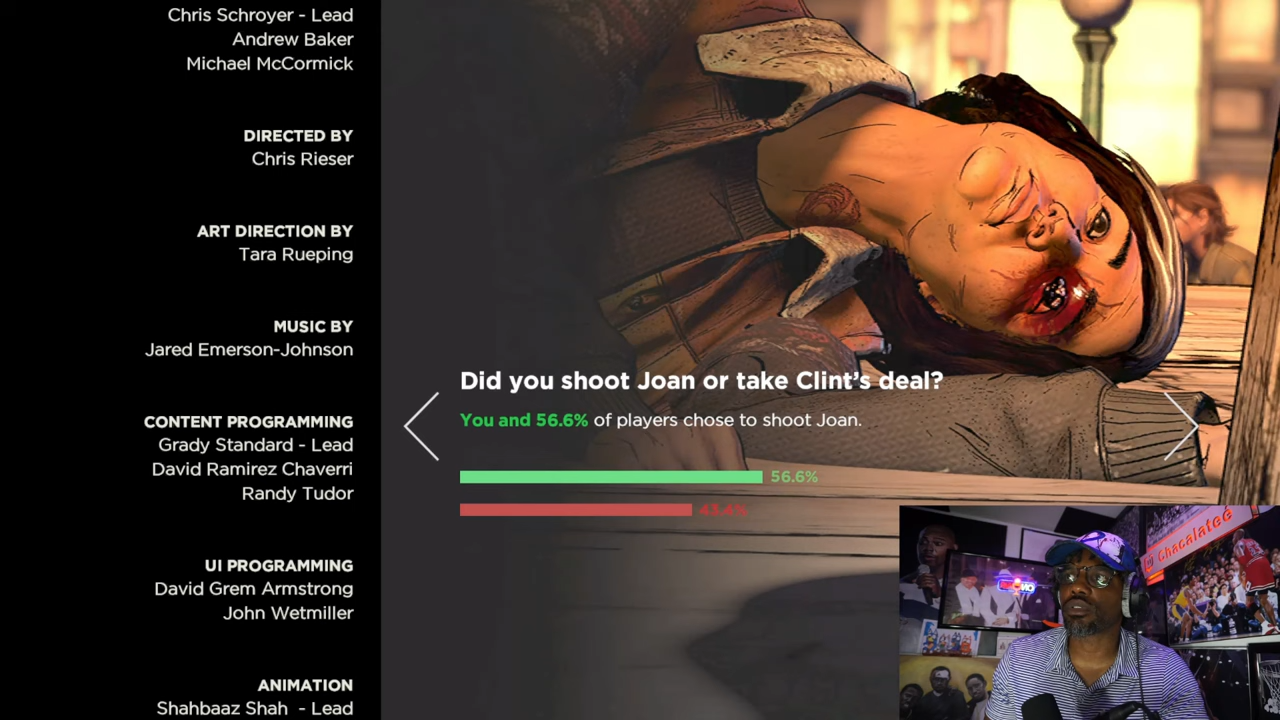 Chris Schroyer - Lead
Andrew Baker
Michael McCormick
DIRECTED BY
Chris Rieser
ART DIRECTION BY
Tara Rueping
MUSIC BY
Jared Emerson-Johnson
CONTENT PROGRAMMING
Grady Standard - Lead
David Ramirez Chaverri
Randy Tudor
UI PROGRAMMING
David Grem Armstrong
John Wetmiller
ANIMATION
Shahbaaz Shah - Lead
Did you shoot Joan or take Clint’s deal?
You and 56.6% of players chose to shoot Joan.
56.6%
43.4%
Chacalatee